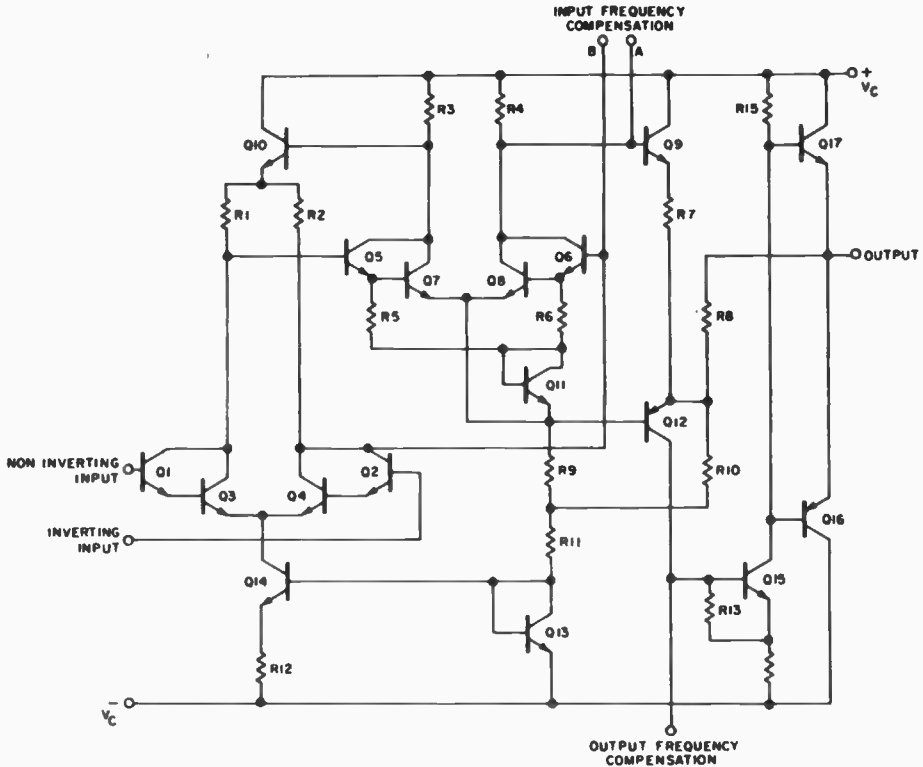 INPUT FREQUENCY
COMPENSATION
B
A
+
VC
R3
R4
R15
Q17
Q10
Q9
R1
R2
R7
OUTPUT
Q5
Q7
Q8
Q6
R5
R6
R8
Q11
Q12
NON INVERTING
INPUT
Q1
Q3
Q4
Q2
R9
R10
Q16
INVERTING
INPUT
R11
Q14
Q15
R13
Q13
R12
–
VC
OUTPUT FREQUENCY
COMPENSATION